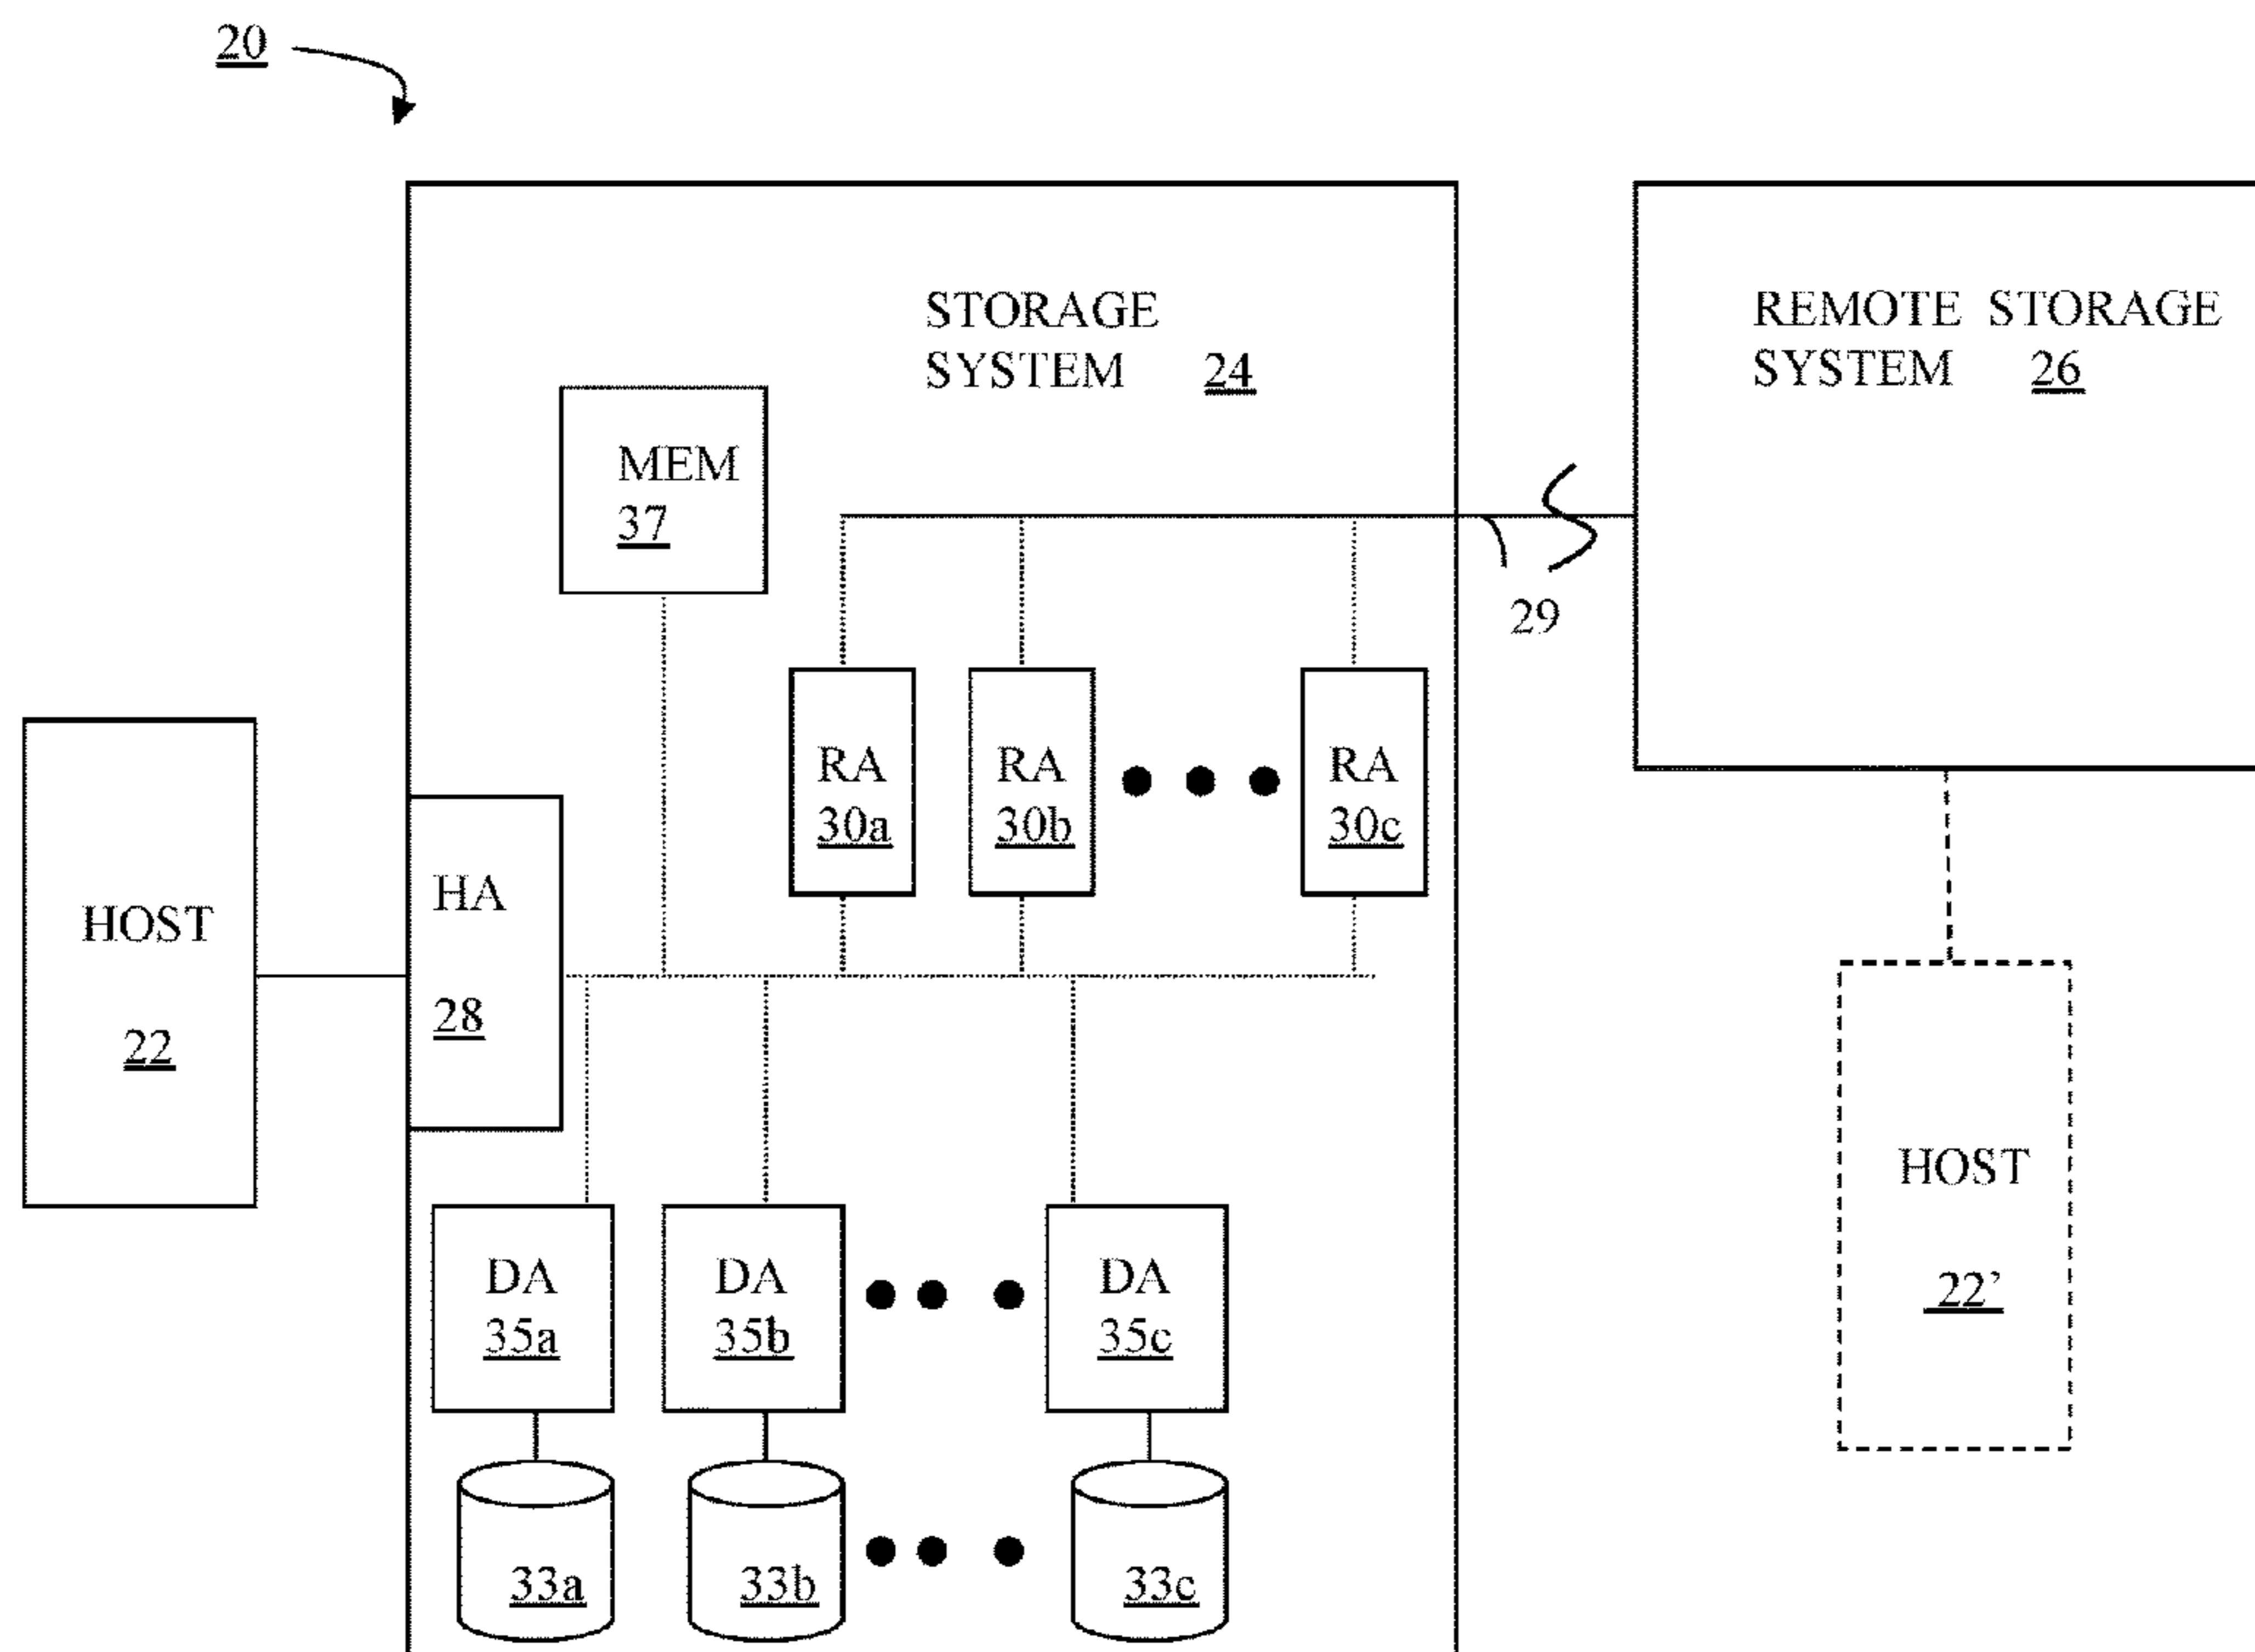 20
STORAGE
SYSTEM 24
REMOTE STORAGE
SYSTEM 26
MEM
37
29
RA
30a
RA
30b
RA
30c
HOST
22
HA
28
HOST
22’
DA
35a
DA
35b
DA
35c
33a
33b
33c